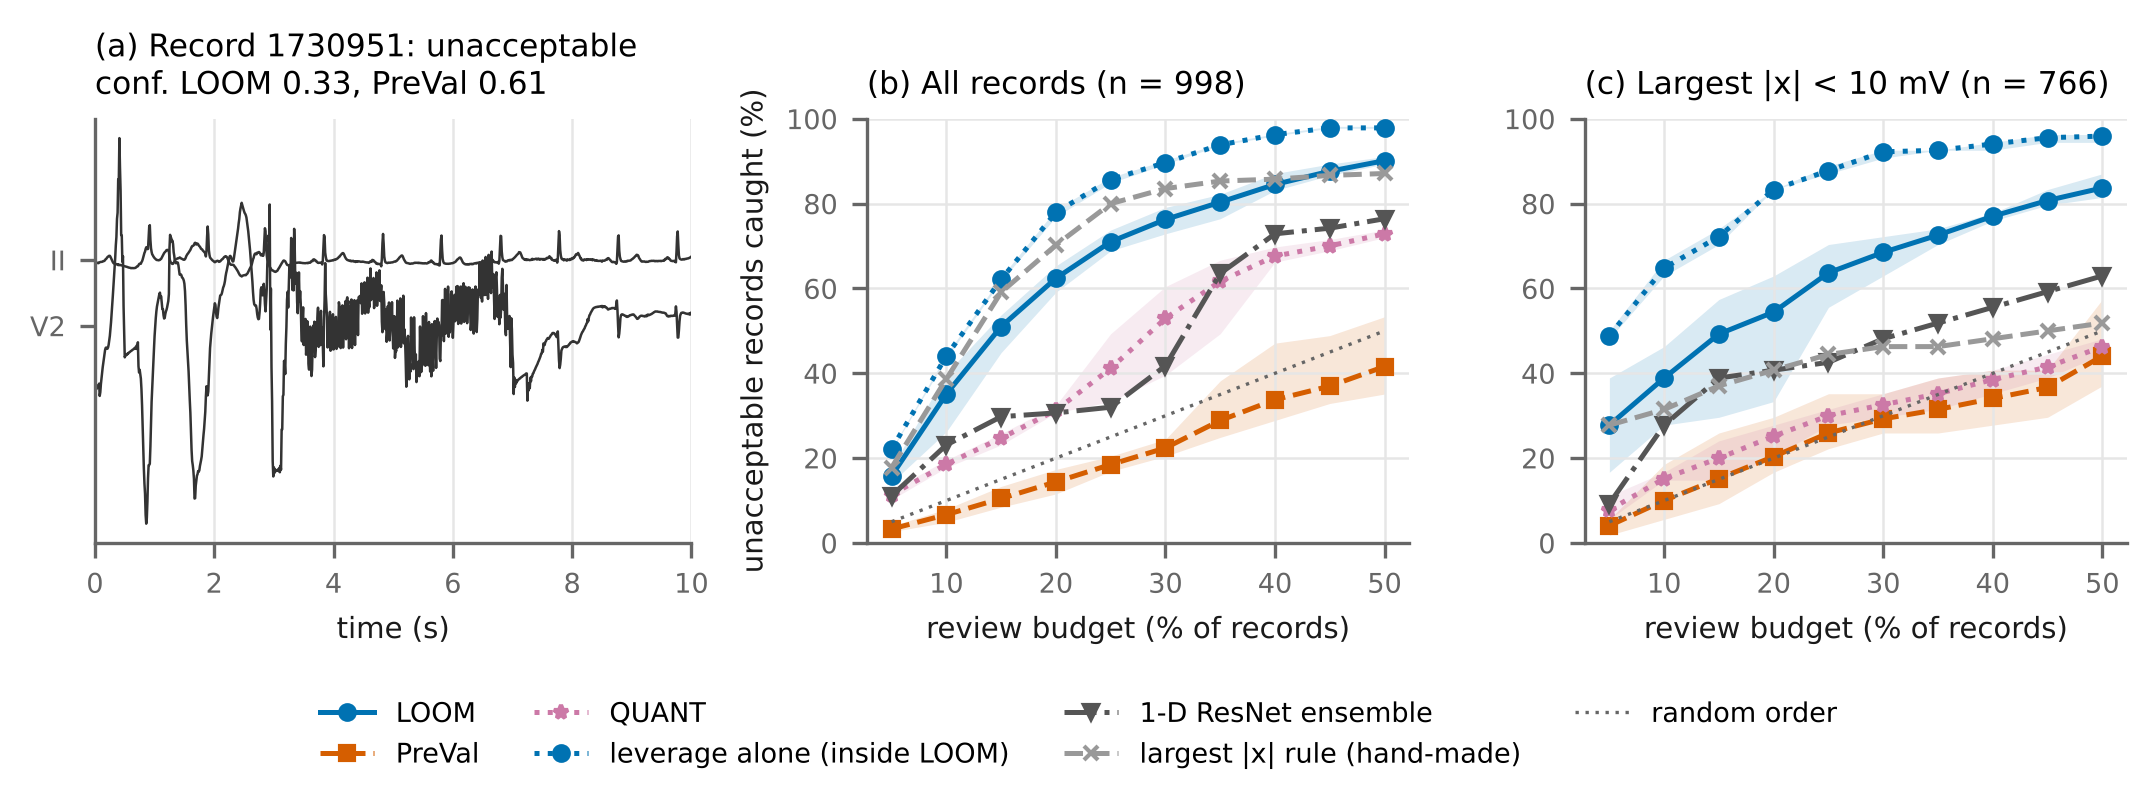 (a) Record 1730951: unacceptable
conf. LOOM 0.33, PreVal 0.61
II
V2
0 2 4 6 8 10
time (s)
(b) All records (n = 998)
unacceptable records caught (%)
100
80
60
40
20
0
10 20 30 40 50
review budget (% of records)
(c) Largest |x| < 10 mV (n = 766)
100
80
60
40
20
0
10 20 30 40 50
review budget (% of records)
LOOM
PreVal
QUANT
leverage alone (inside LOOM)
1-D ResNet ensemble
largest |x| rule (hand-made)
random order